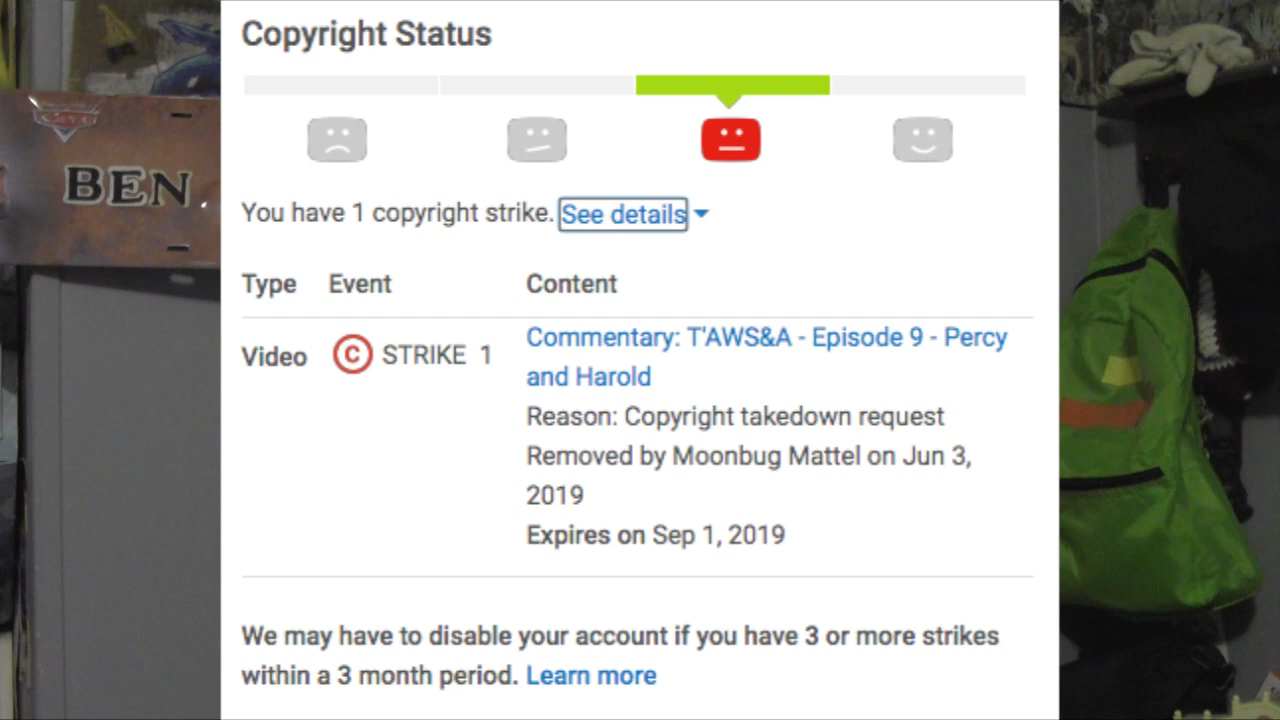 Copyright Status
Cars
BEN
You have 1 copyright strike. See details
Type Event Content
Video © STRIKE 1 Commentary: T'AWS&A - Episode 9 - Percy
and Harold
Reason: Copyright takedown request
Removed by Moonbug Mattel on Jun 3,
2019
Expires on Sep 1, 2019
We may have to disable your account if you have 3 or more strikes
within a 3 month period. Learn more